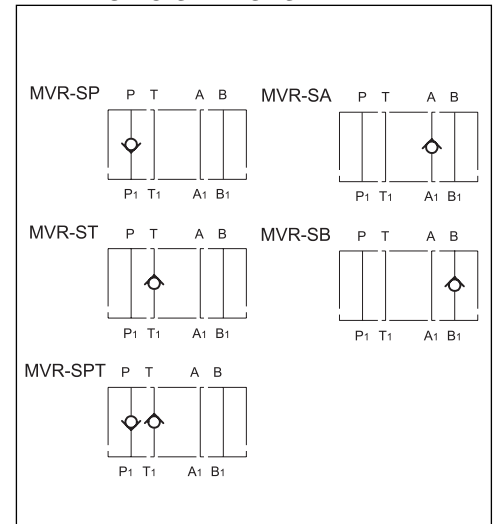 MVR-SP P T A B
P1 T1 A1 B1
MVR-SA P T A B
P1 T1 A1 B1
MVR-ST P T A B
P1 T1 A1 B1
MVR-SB P T A B
P1 T1 A1 B1
MVR-SPT P T A B
P1 T1 A1 B1